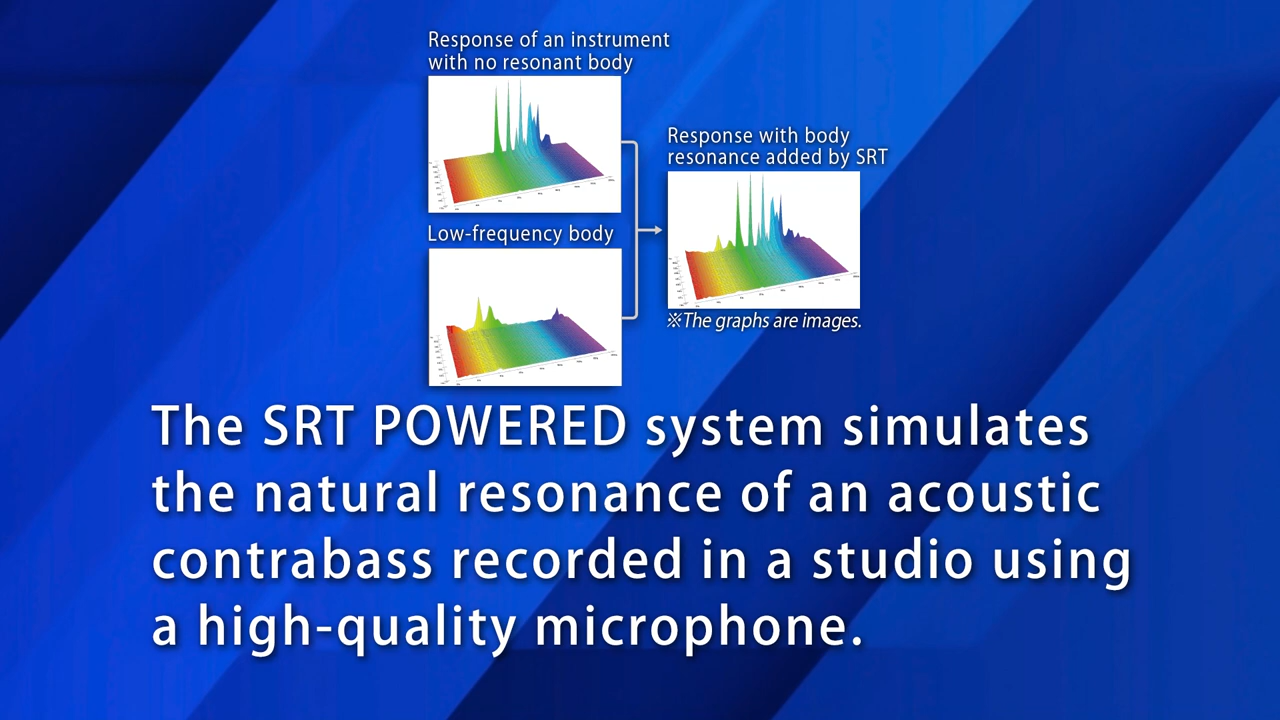 Response of an instrument
with no resonant body
Response with body
resonance added by SRT
Low-frequency body
※The graphs are images.
The SRT POWERED system simulates
the natural resonance of an acoustic
contrabass recorded in a studio using
a high-quality microphone.